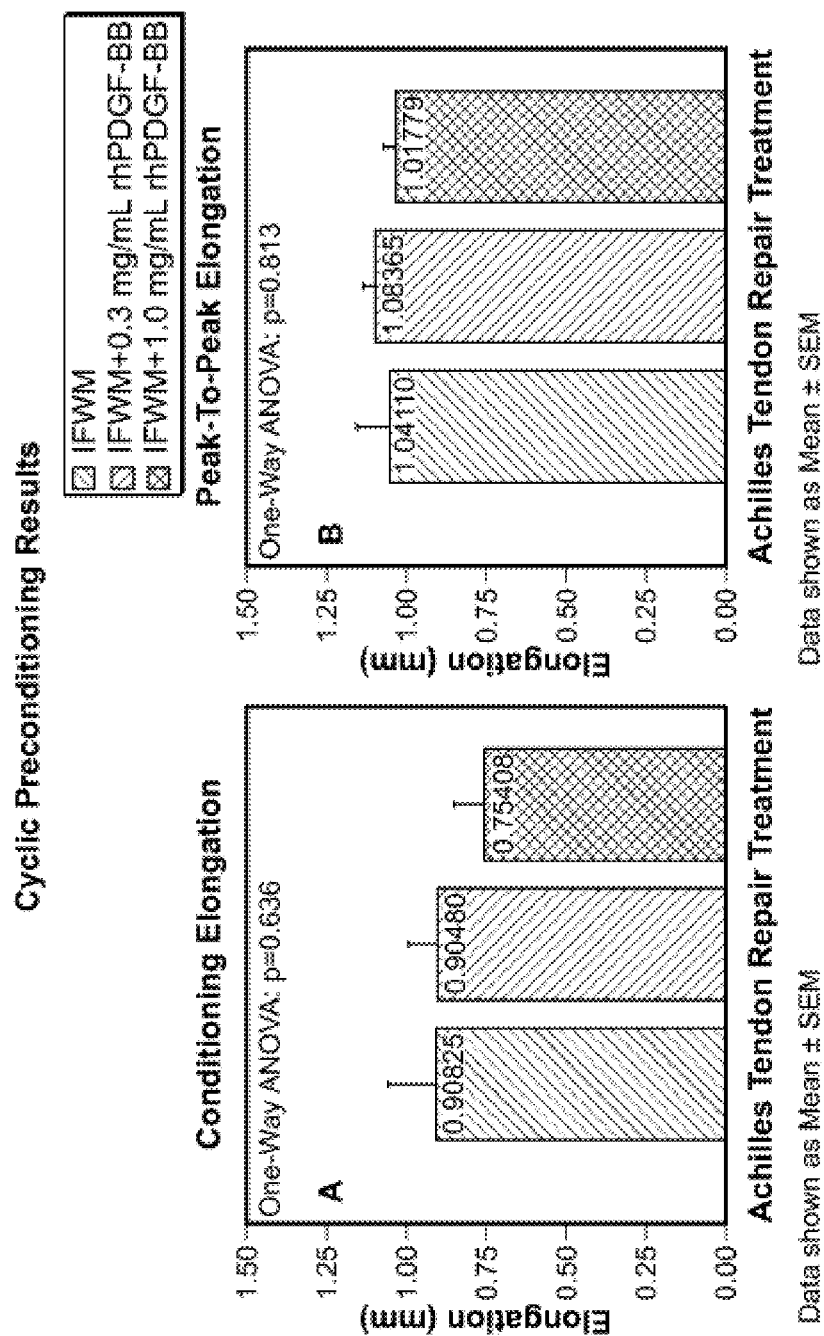 Cyclic Preconditioning Results
IFWM
IFWM+0.3 mg/mL rhPDGF-BB
IFWM+1.0 mg/mL rhPDGF-BB
Conditioning Elongation
One-Way ANOVA: p=0.636
A
Elongation (mm)
1.50
1.25
1.00
0.75
0.50
0.25
0.00
0.90825
0.90480
0.75408
Achilles Tendon Repair Treatment
Data shown as Mean ± SEM
Peak-To-Peak Elongation
One-Way ANOVA: p=0.813
B
Elongation (mm)
1.50
1.25
1.00
0.75
0.50
0.25
0.00
1.04110
1.08365
1.01779
Achilles Tendon Repair Treatment
Data shown as Mean ± SEM